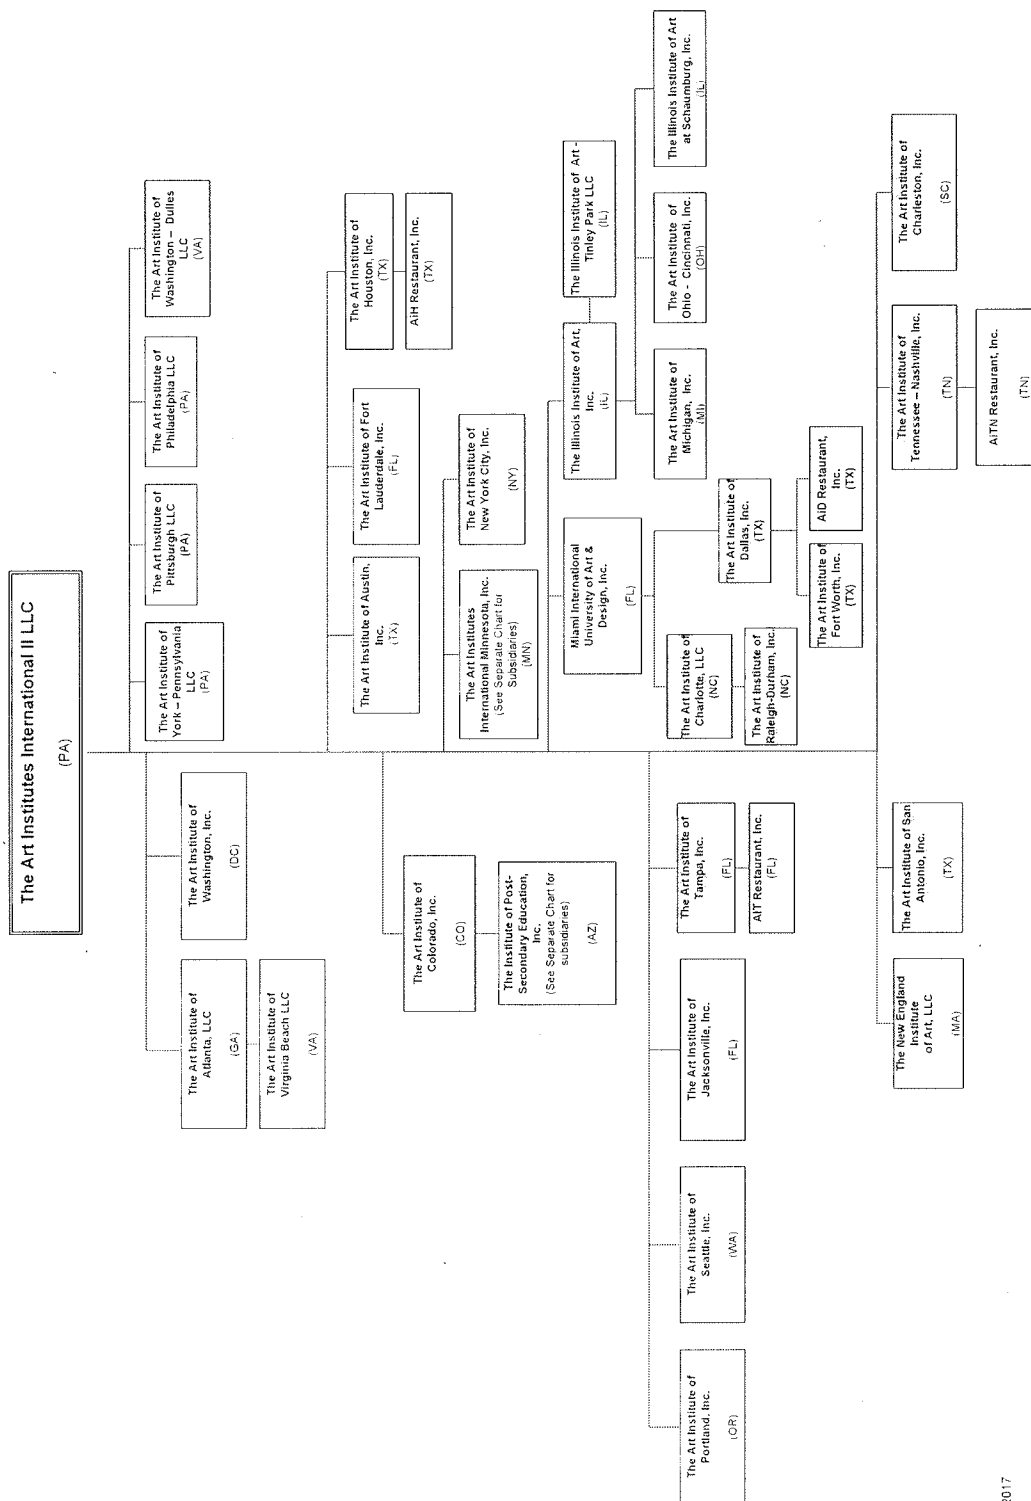 The Art Institutes International II LLC
(PA)
The Art Institute of
Atlanta, LLC
(GA)
The Art Institute of
Virginia Beach LLC
(VA)
The Art Institute of
Washington, Inc.
(DC)
The Art Institute of
York – Pennsylvania
LLC
(PA)
The Art Institute of
Pittsburgh LLC
(PA)
The Art Institute of
Philadelphia LLC
(PA)
The Art Institute of
Washington – Dulles
LLC
(VA)
The Art Institute of
Colorado, Inc.
(CO)
The Institute of Post-
Secondary Education,
Inc.
(See Separate Chart for
subsidiaries)
(AZ)
The Art Institute of Austin,
Inc.
(TX)
The Art Institute of Fort
Lauderdale, Inc.
(FL)
The Art Institute of
Houston, Inc.
(TX)
AiH Restaurant, Inc.
(TX)
The Art Institutes
International Minnesota, Inc.
(See Separate Chart for
Subsidiaries)
(MN)
The Art Institute of
New York City, Inc.
(NY)
Miami International
University of Art &
Design, Inc.
(FL)
The Illinois Institute of Art,
Inc.
(IL)
The Illinois Institute of Art -
Tinley Park LLC
(IL)
The Art Institute of
Michigan, Inc.
(MI)
The Art Institute of
Ohio - Cincinnati, Inc.
(OH)
The Illinois Institute of Art
at Schaumburg, Inc.
(IL)
The Art Institute of
Charlotte, LLC
(NC)
The Art Institute of
Raleigh-Durham, Inc.
(NC)
The Art Institute of
Dallas, Inc.
(TX)
The Art Institute of
Fort Worth, Inc.
(TX)
AiD Restaurant,
Inc.
(TX)
The Art Institute of
Portland, Inc.
(OR)
The Art Institute of
Seattle, Inc.
(WA)
The Art Institute of
Jacksonville, Inc.
(FL)
The Art Institute of
Tampa, Inc.
(FL)
AIT Restaurant, Inc.
(FL)
The New England
Institute
of Art, LLC
(MA)
The Art Institute of San
Antonio, Inc.
(TX)
The Art Institute of
Tennessee – Nashville, Inc.
(TN)
AiTN Restaurant, Inc.
(TN)
The Art Institute of
Charleston, Inc.
(SC)
2017